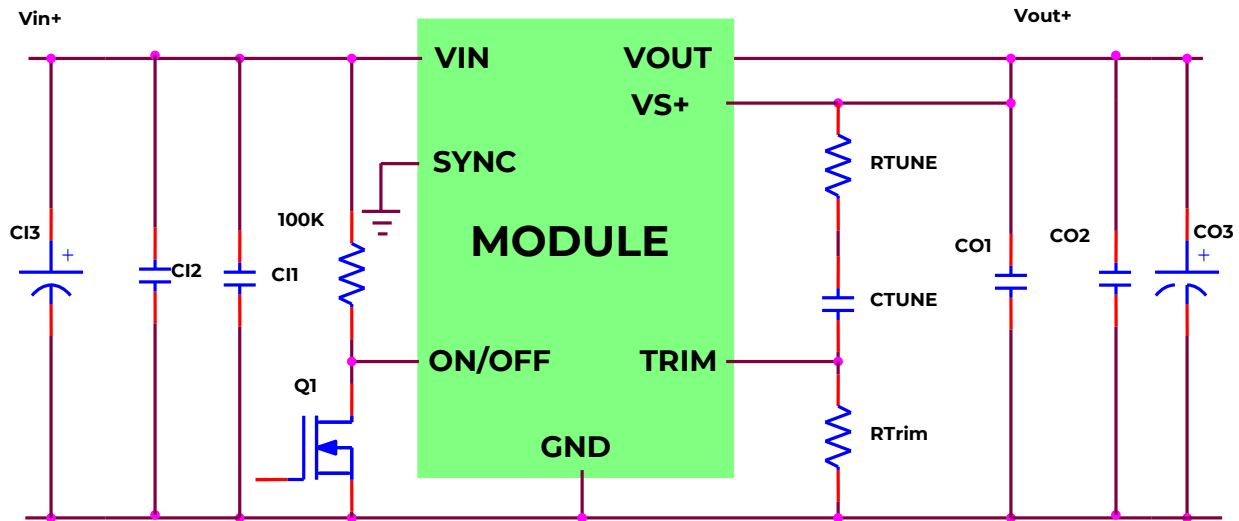 Vin+
Vout+
VIN
VOUT
VS+
SYNC
RTUNE
100K
CI3
+
CI2
CI1
MODULE
CO1
CO2
CO3
+
CTUNE
ON/OFF
TRIM
Q1
RTrim
GND